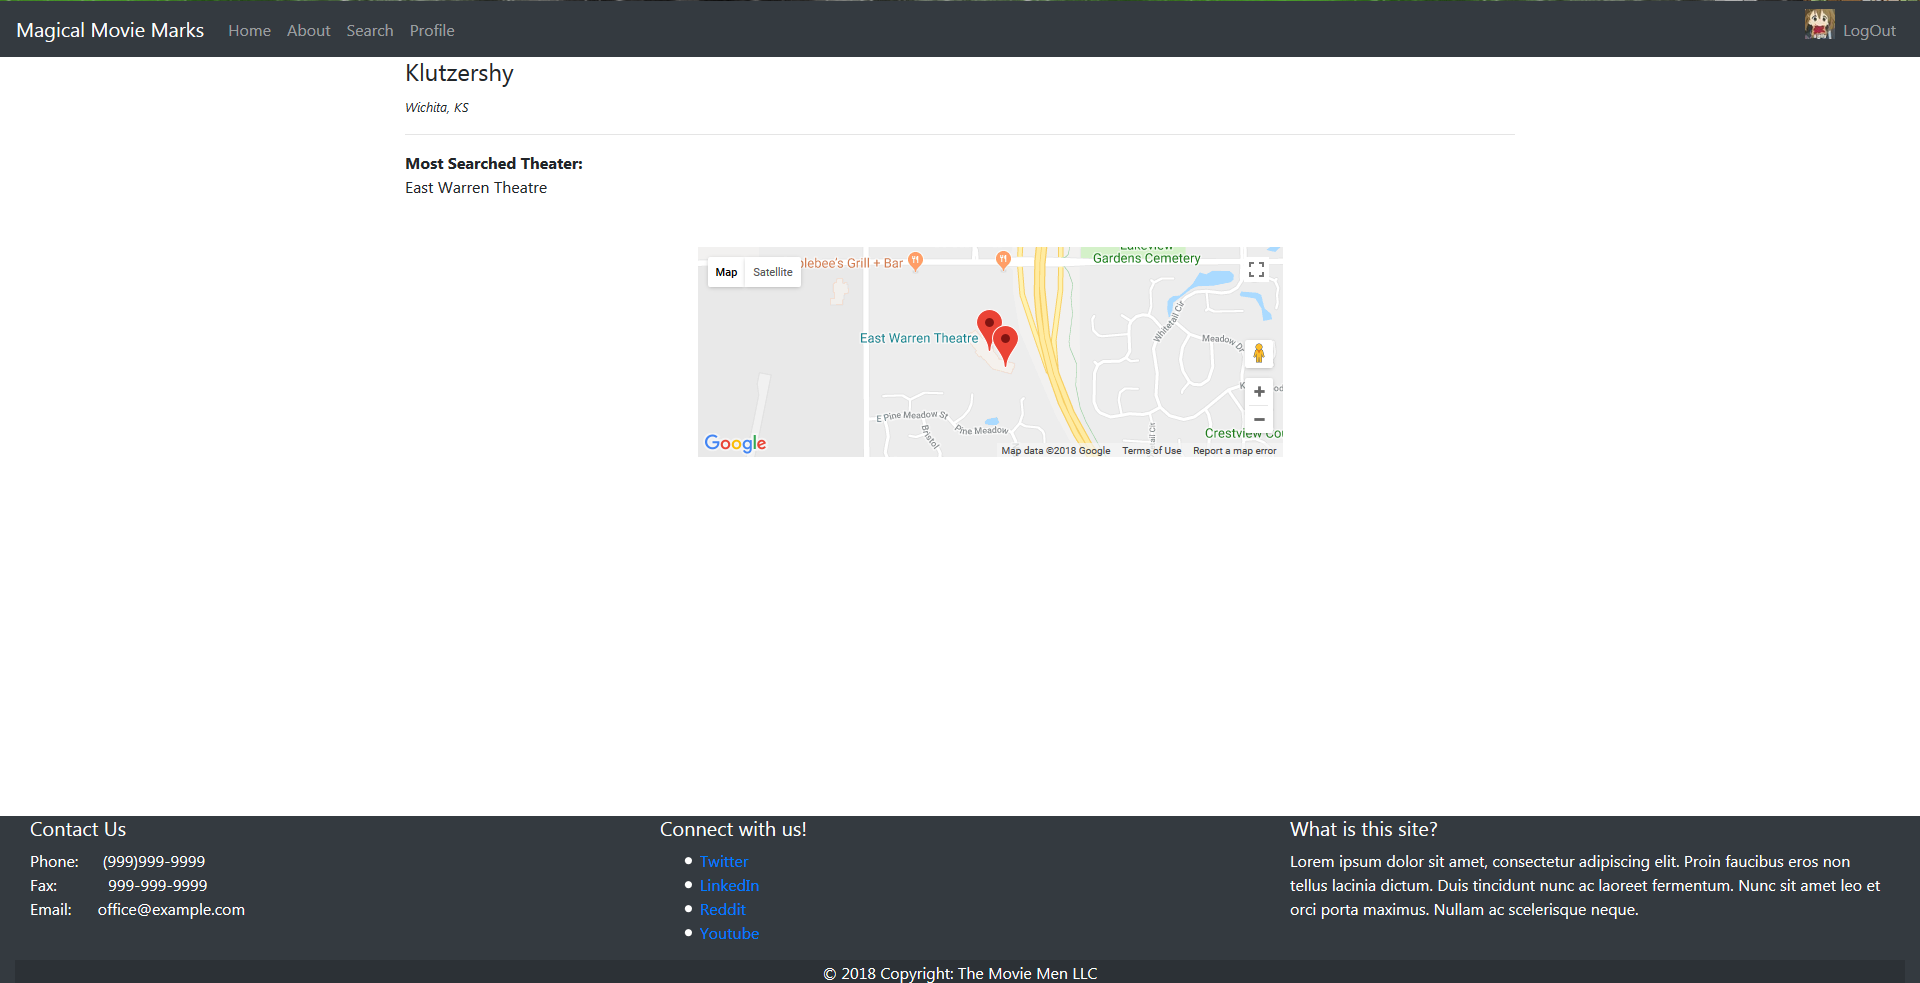 Magical Movie Marks Home About Search Profile LogOut
Klutzershy
Wichita, KS
Most Searched Theater:
East Warren Theatre
Map Satellite
plebee's Grill + Bar
Lakeview
Gardens Cemetery
Whitetail Cir
East Warren Theatre
Meadow Dr
E Pine Meadow St
Bristol
Pine Meadow
tail Cir
Crestview Cou
Google
Map data ©2018 Google Terms of Use Report a map error
Contact Us
Phone: (999)999-9999
Fax: 999-999-9999
Email: office@example.com
Connect with us!
Twitter
LinkedIn
Reddit
Youtube
What is this site?
Lorem ipsum dolor sit amet, consectetur adipiscing elit. Proin faucibus eros non
tellus lacinia dictum. Duis tincidunt nunc ac laoreet fermentum. Nunc sit amet leo et
orci porta maximus. Nullam ac scelerisque neque.
© 2018 Copyright: The Movie Men LLC